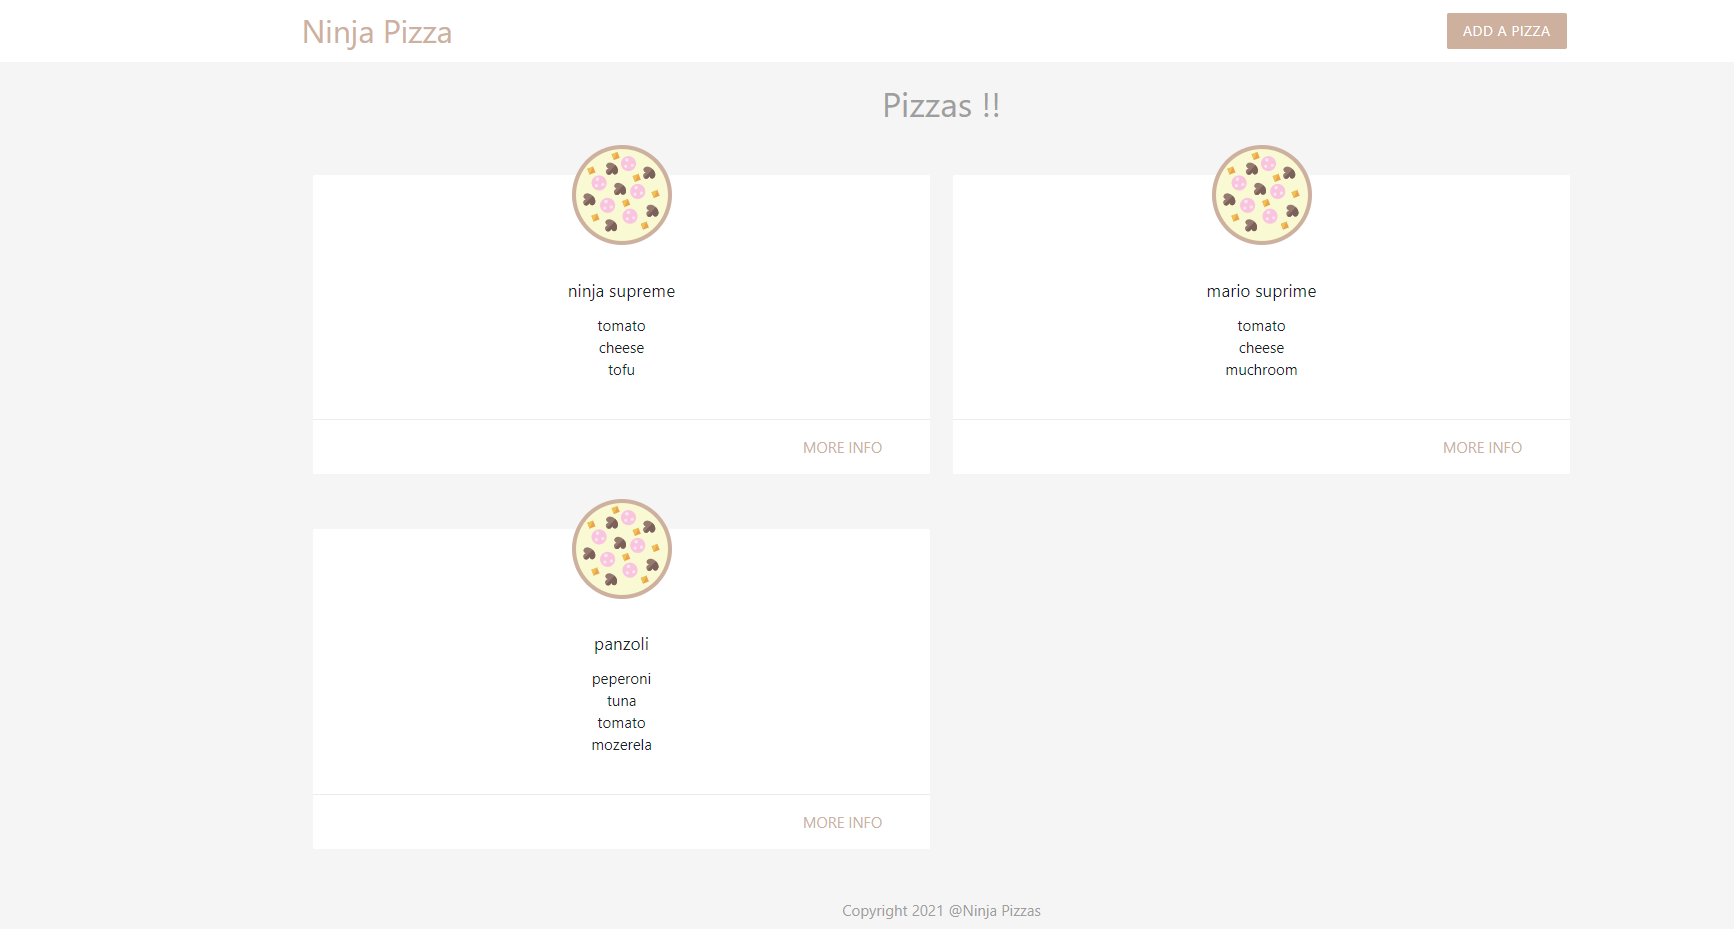 Ninja Pizza
ADD A PIZZA
Pizzas !!
ninja supreme
tomato
cheese
tofu
MORE INFO
mario suprime
tomato
cheese
muchroom
MORE INFO
panzoli
peperoni
tuna
tomato
mozerela
MORE INFO
Copyright 2021 @Ninja Pizzas